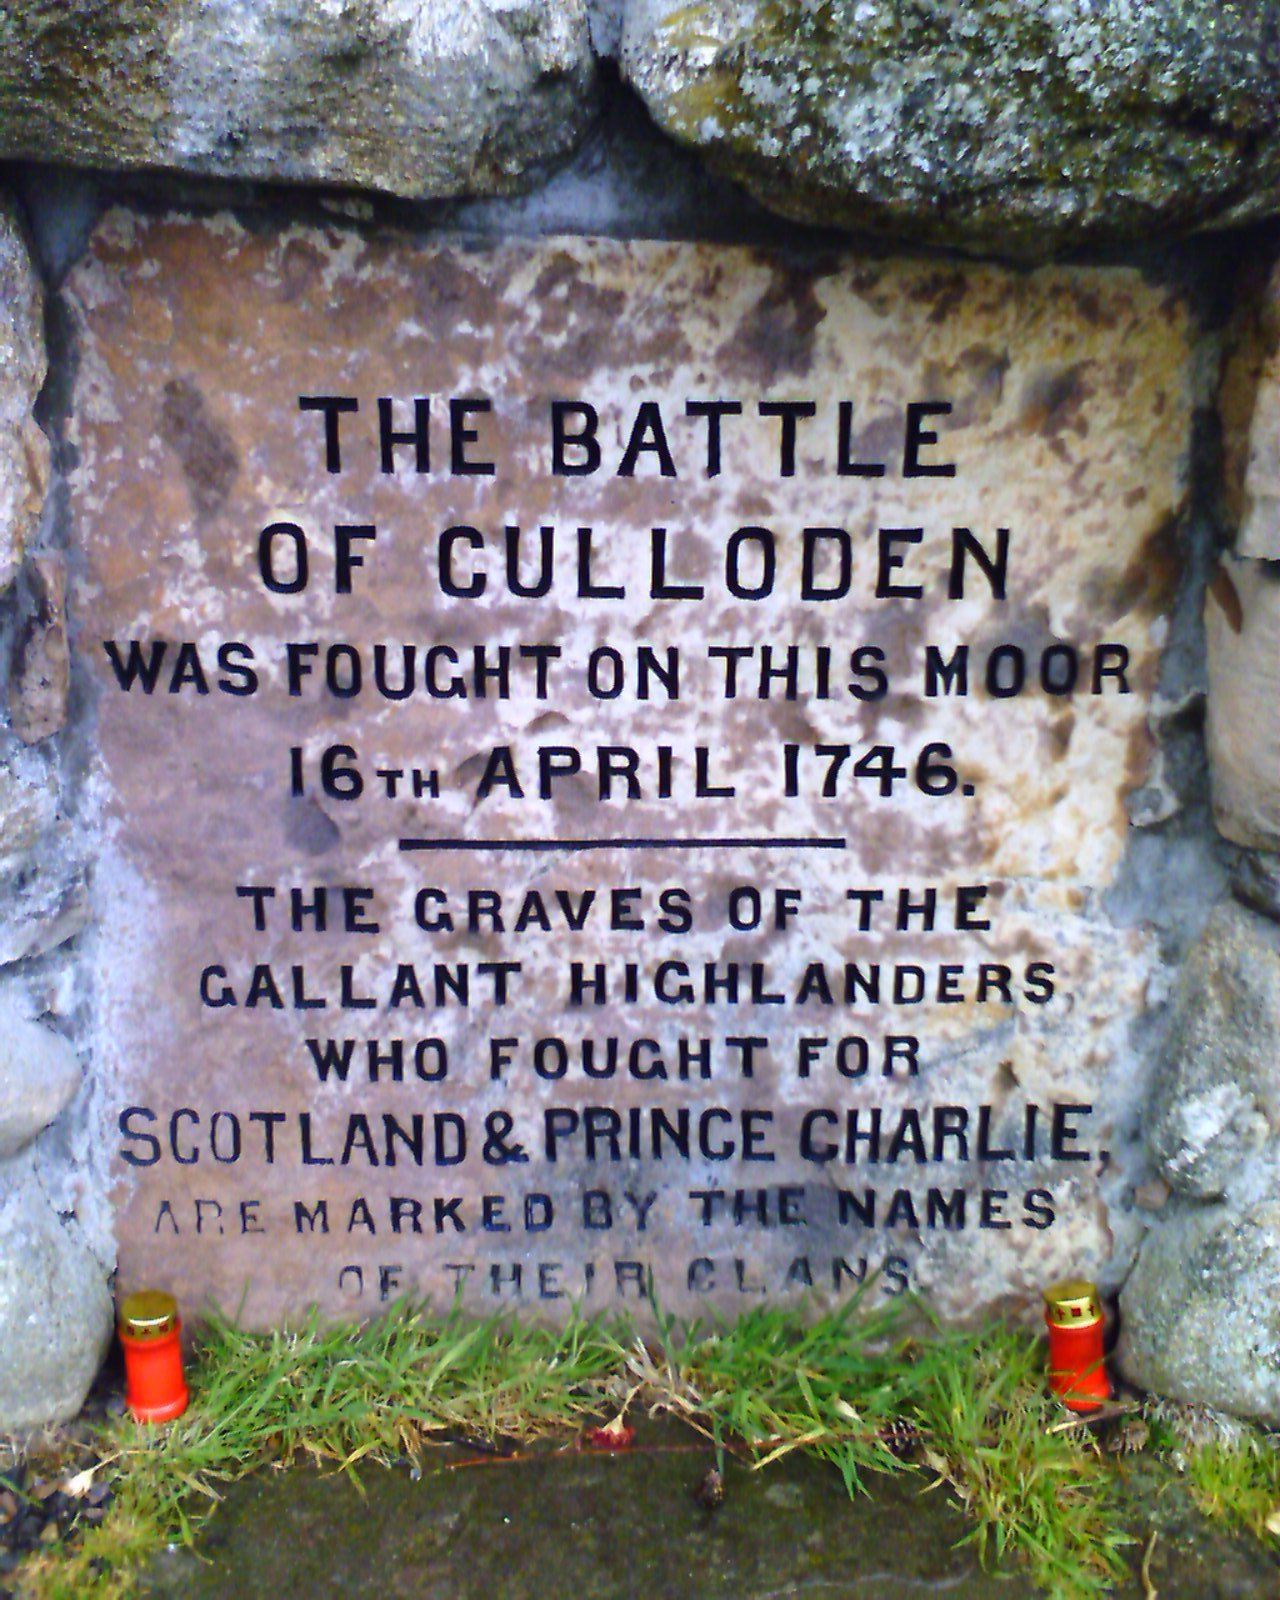 THE BATTLE
OF CULLODEN
WAS FOUGHT ON THIS MOOR
16TH APRIL 1746.
THE GRAVES OF THE
GALLANT HIGHLANDERS
WHO FOUGHT FOR
SCOTLAND & PRINCE CHARLIE,
ARE MARKED BY THE NAMES
OF THEIR CLANS